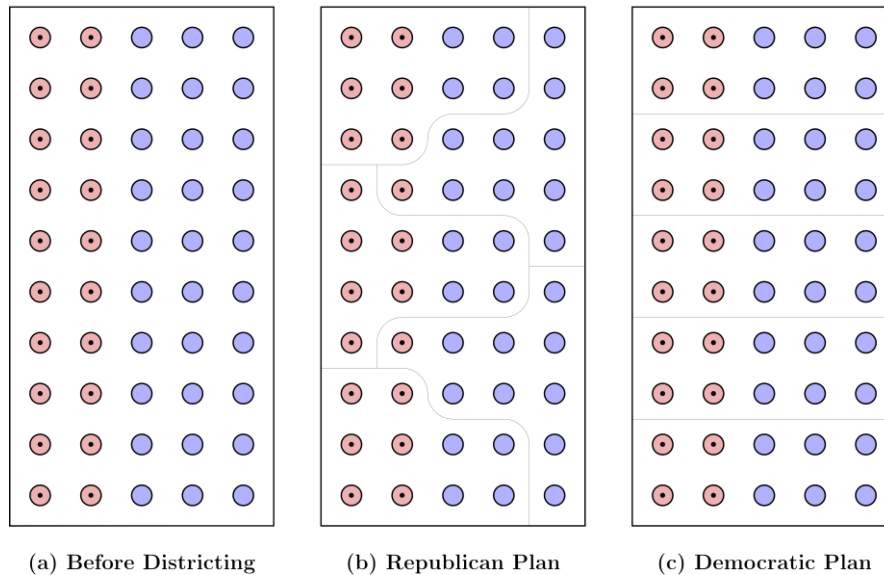 (a) Before Districting
(b) Republican Plan
(c) Democratic Plan